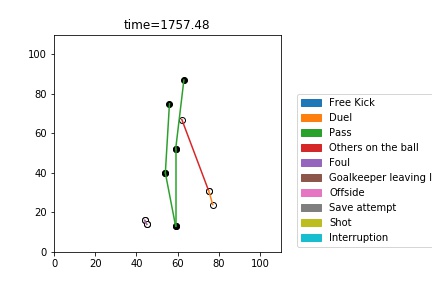 time=1757.48
100
80
60
40
20
0
0 20 40 60 80 100
Free Kick
Duel
Pass
Others on the ball
Foul
Goalkeeper leaving l
Offside
Save attempt
Shot
Interruption